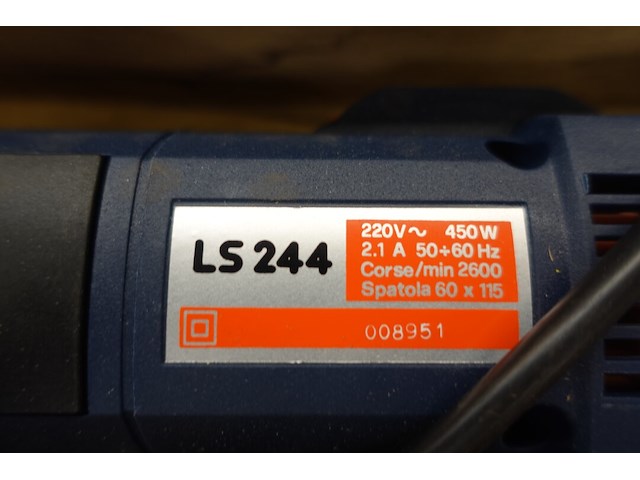 LS 244
220V~ 450W
2.1 A 50÷60 Hz
Corse/min 2600
Spatola 60 x 115
008951